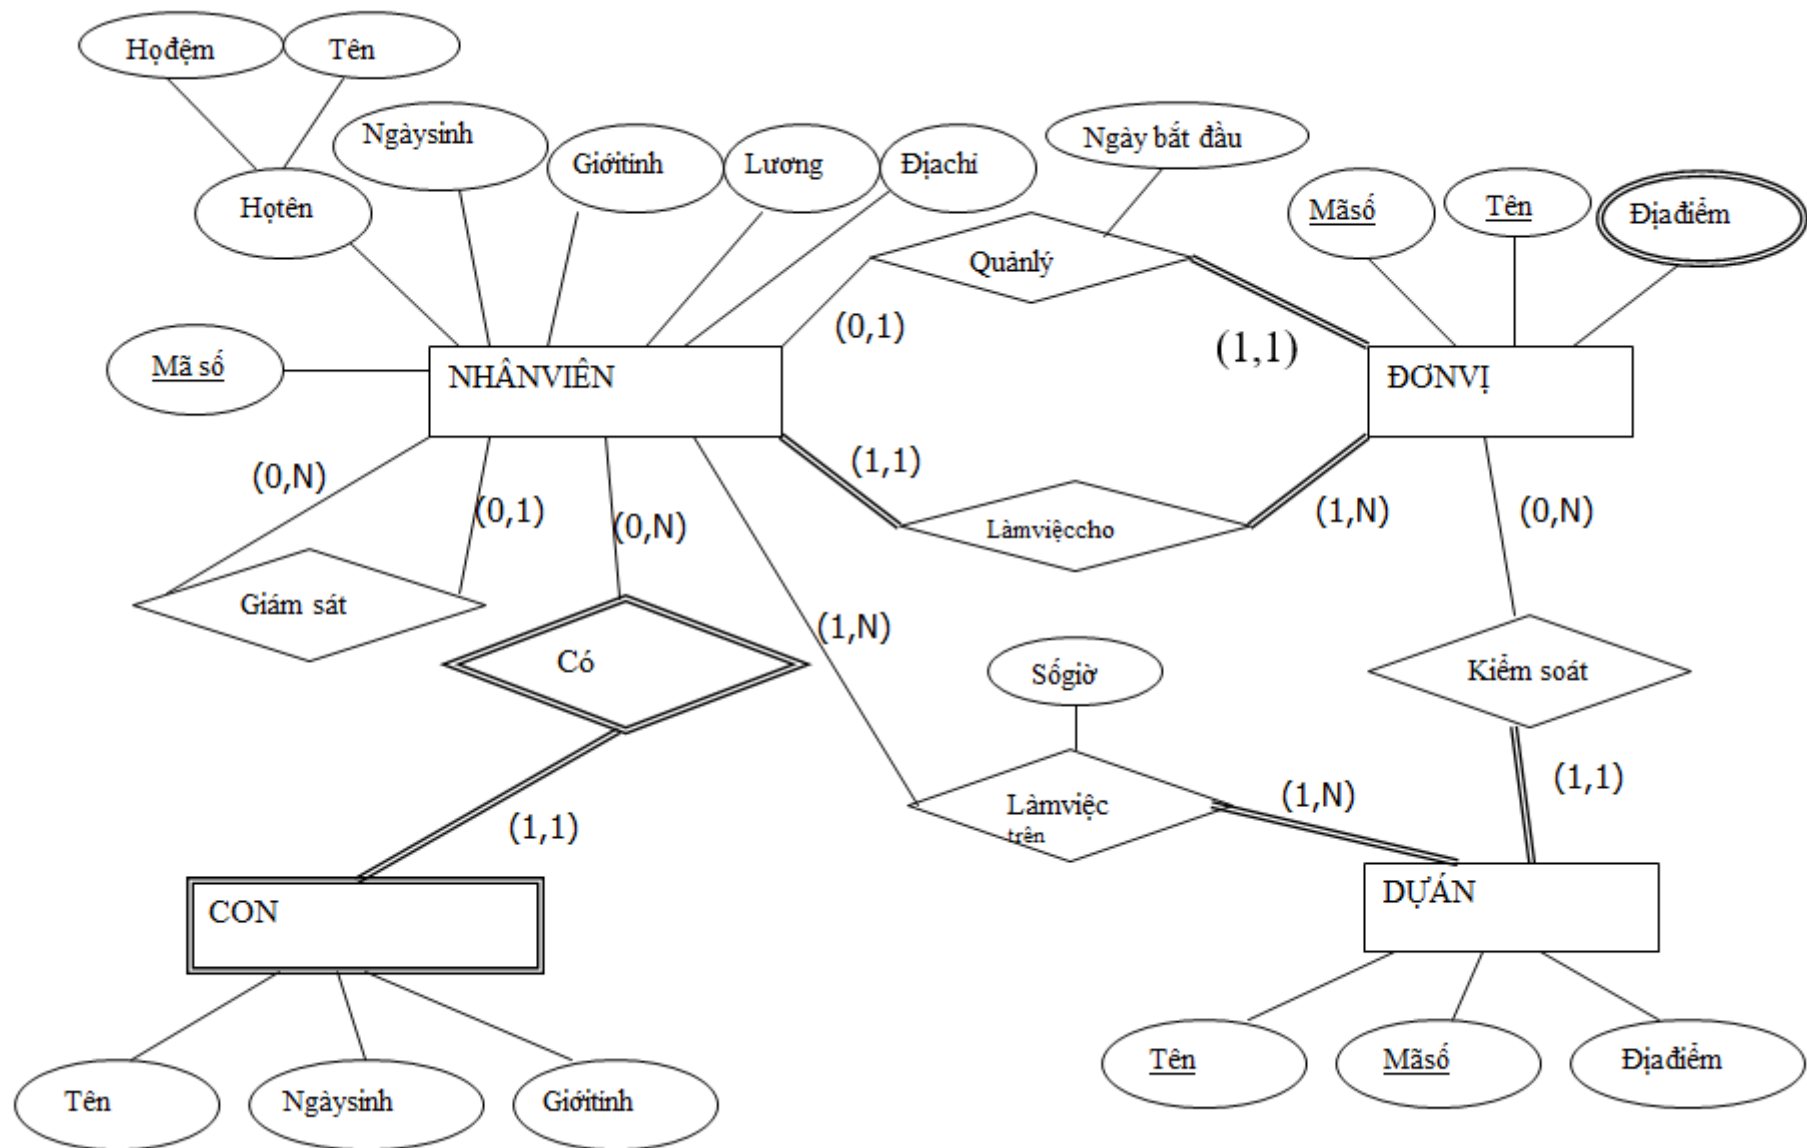 Họđệm
Tên
Ngàysinh
Giớitính
Lương
Địachỉ
Ngày bắt đầu
Họtên
Mãsố
Tên
Địađiểm
Quảnlý
(0,1)
(1,1)
Mã số
NHÂNVIÊN
ĐƠNVỊ
(0,N)
(0,1)
(0,N)
(1,1)
(1,N)
(0,N)
Làmviệccho
Giám sát
(1,N)
Có
Sốgiờ
Kiểm soát
(1,1)
(1,N)
(1,1)
Làmviệc
trên
CON
DỰÁN
Tên
Ngàysinh
Giớitính
Tên
Mãsố
Địađiểm